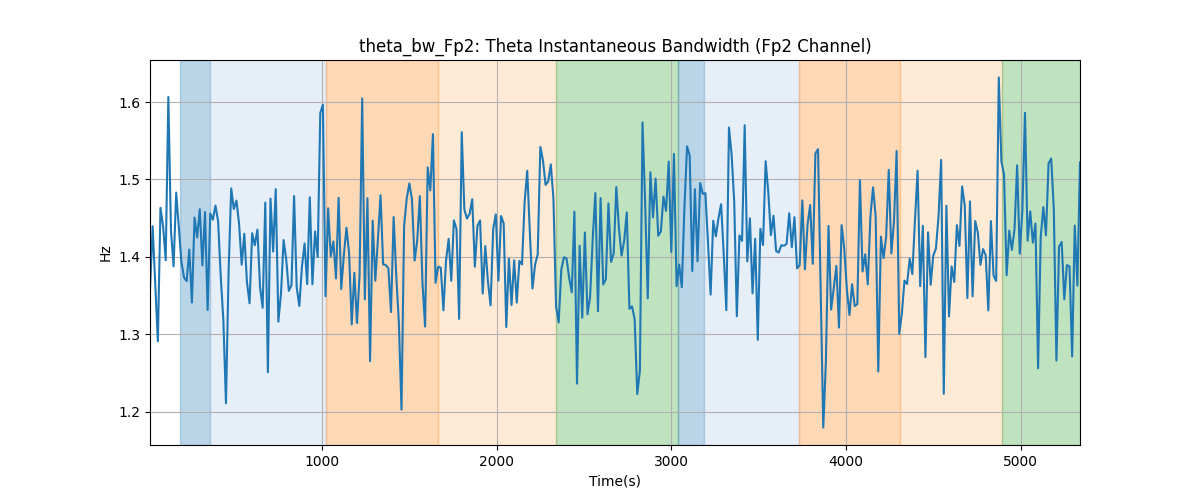 theta_bw_Fp2: Theta Instantaneous Bandwidth (Fp2 Channel)
1.6
1.5
1.4
1.3
1.2
Hz
1000 2000 3000 4000 5000
Time(s)